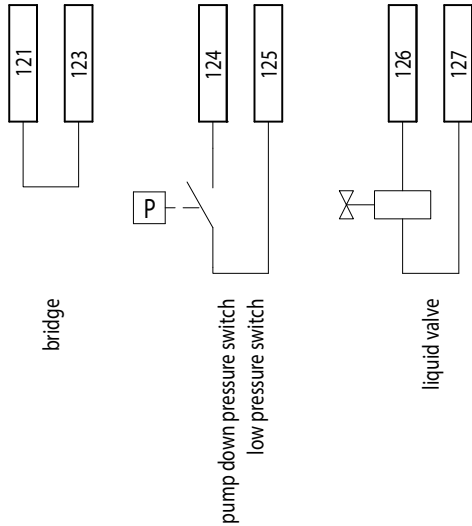 121
123
bridge
124
125
P
pump down pressure switch
low pressure switch
126
127
liquid valve